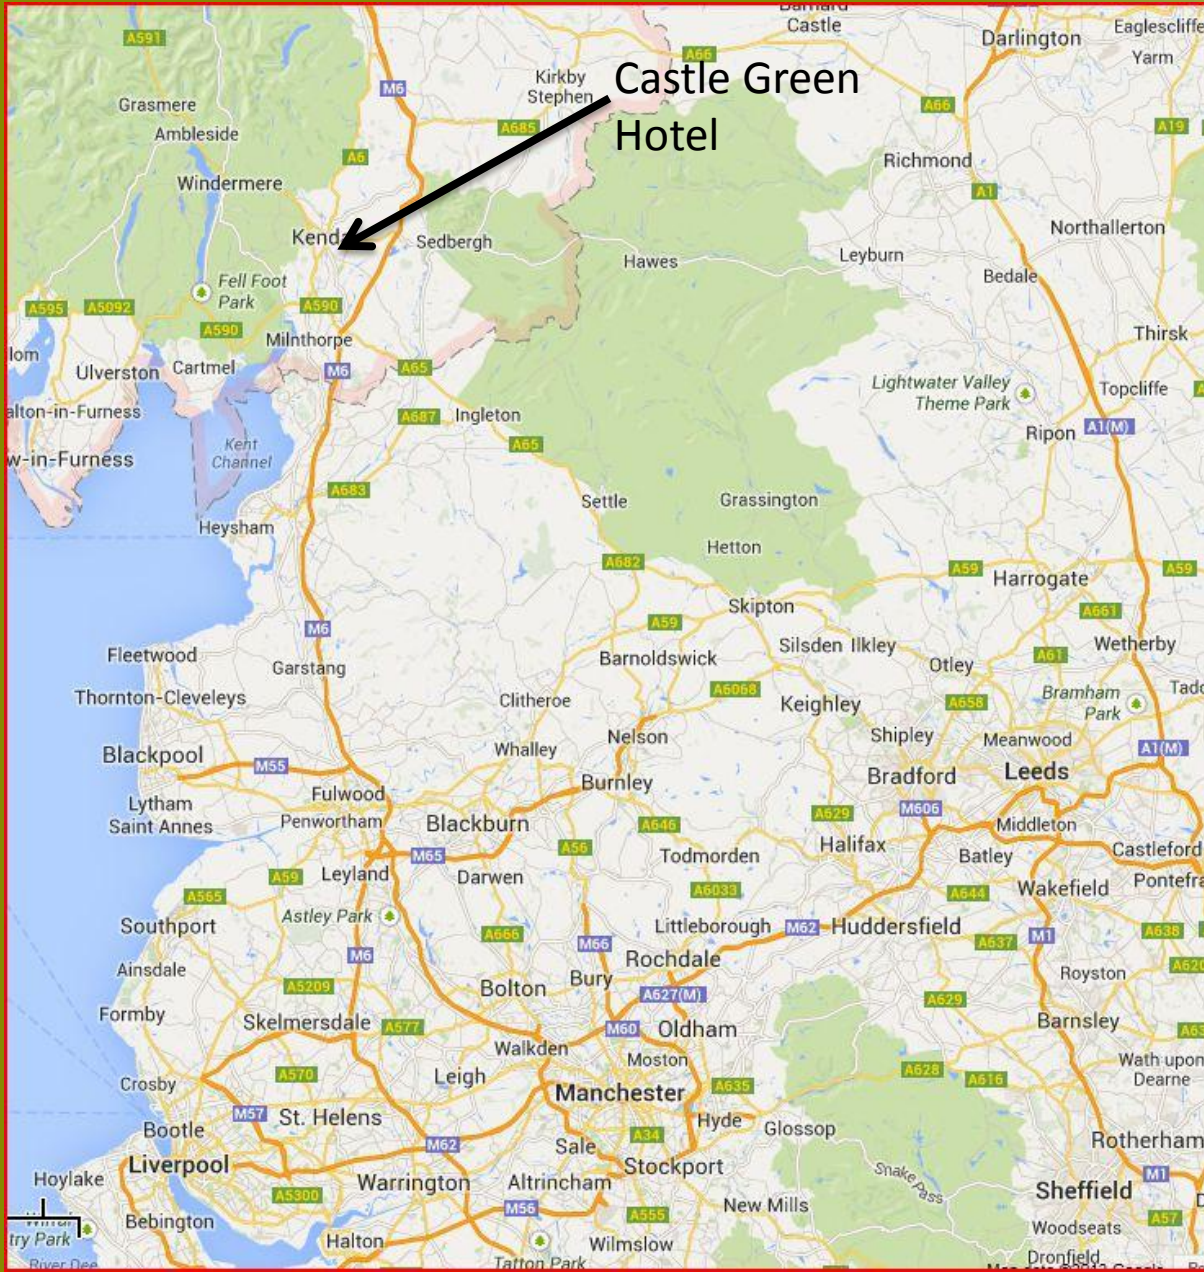 Barnard
Castle
Darlington
Eaglescliffe
Yarm
A591
A66
Kirkby
Stephen
Castle Green
Hotel
M6
Grasmere
A66
A685
A19
Ambleside
A6
Richmond
Windermere
A1
Northallerton
Sedbergh
Hawes
Leyburn
Bedale
Fell Foot
Park
A595
A5092
A590
A590
Milnthorpe
Thirsk
Ulverston
Cartmel
M6
A65
Lightwater Valley
Theme Park
Topcliffe
A687
Ingleton
Ripon
A1(M)
Kent
Channel
A65
A683
Settle
Grassington
Heysham
Hetton
A682
A59
A59
Harrogate
Skipton
A661
A59
M6
Fleetwood
Garstang
Barnoldswick
Silsden
Ilkley
Otley
A61
Wetherby
Thornton-Cleveleys
Clitheroe
A6068
Keighley
A658
Bramham
Park
Blackpool
Whalley
Nelson
Shipley
Meanwood
A1(M)
M55
Burnley
Bradford
Leeds
Fulwood
Lytham
Saint Annes
Penwortham
Blackburn
A646
A629
M606
Middleton
M65
A56
Todmorden
Halifax
Batley
Castleford
Leyland
A59
Darwen
A6033
A644
Wakefield
A565
Astley Park
Southport
A666
Littleborough
M62
Huddersfield
A637
M1
A638
M6
M66
Rochdale
Ainsdale
A5209
Bolton
Bury
A627(M)
Royston
Formby
Skelmersdale
A577
M60
Oldham
A629
Barnsley
Walkden
Moston
Wath upon
Dearne
Crosby
A570
Leigh
Manchester
A635
A628
A616
M57
St. Helens
Hyde
Glossop
Bootle
M62
Sale
A34
Rotherham
Liverpool
Stockport
Snake Pass
M1
Hoylake
A5300
Warrington
Altrincham
Sheffield
Bebington
M56
A555
New Mills
A57
Woodseats
Halton
Wilmslow
Dronfield
Tatton Park
River Dee